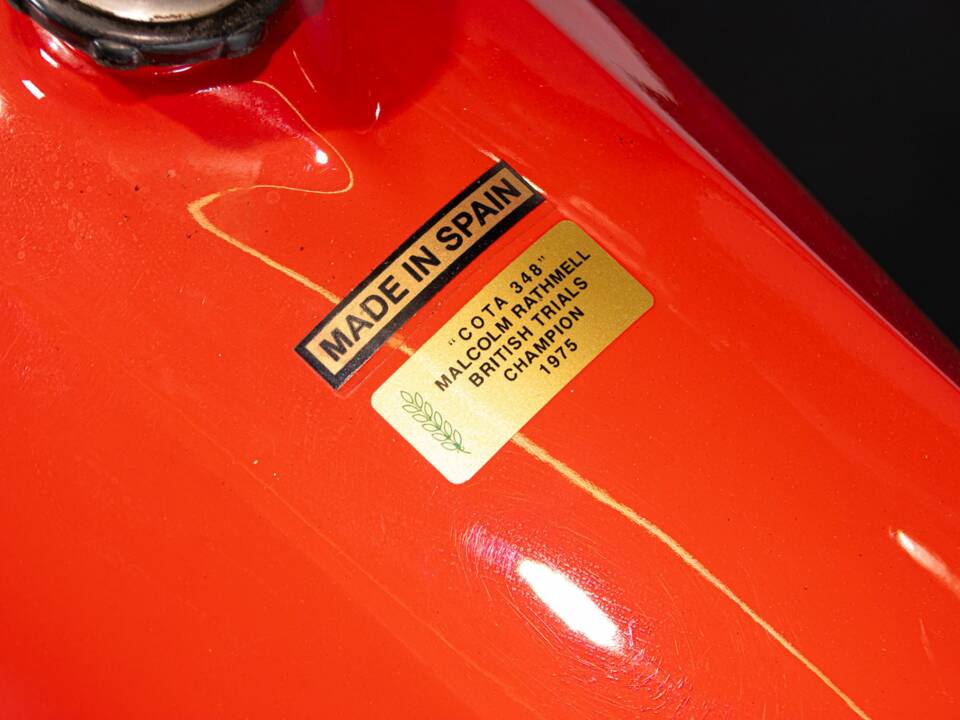 MADE IN SPAIN
"COTA 348"
MALCOLM RATHMELL
BRITISH TRIALS
CHAMPION
1975